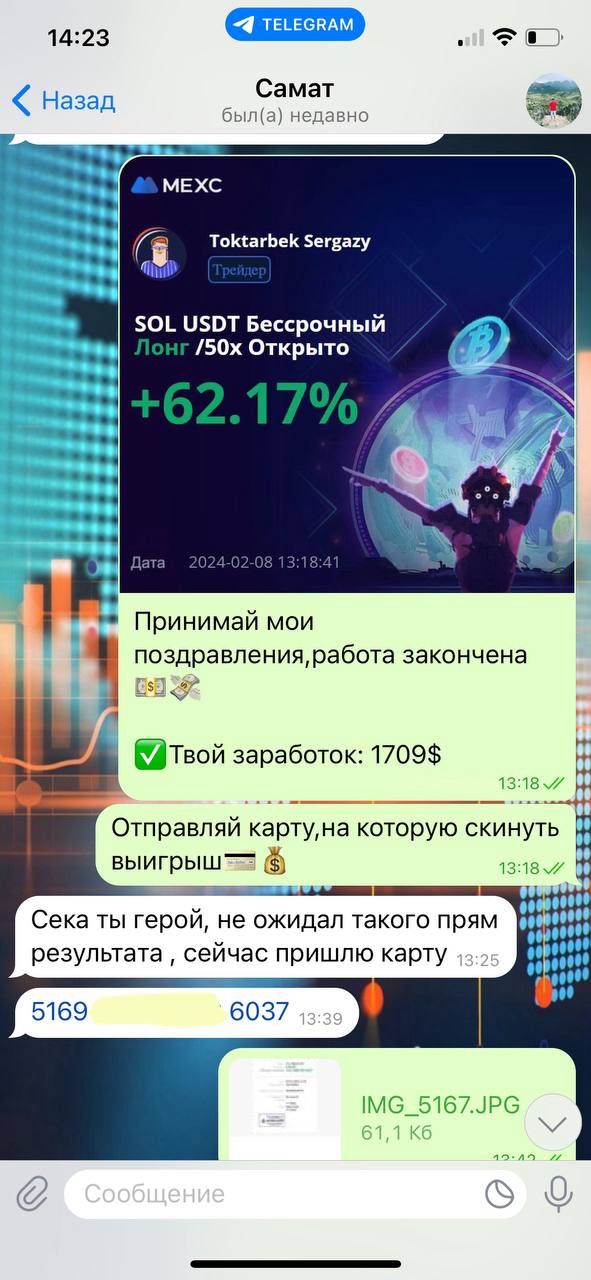 14:23
TELEGRAM
Назад
Самат
был(а) недавно
MEXC
Toktarbek Sergazy
Трейдер
SOL USDT Бессрочный
Лонг /50x Открыто
+62.17%
Дата 2024-02-08 13:18:41
Принимай мои
поздравления,работа закончена
💵💸
✅Твой заработок: 1709$
13:18
Отправляй карту,на которую скинуть
выигрыш💳💰
13:18
Сека ты герой, не ожидал такого прям
результата , сейчас пришлю карту 13:25
5169 6037 13:39
IMG_5167.JPG
61,1 Кб
Сообщение